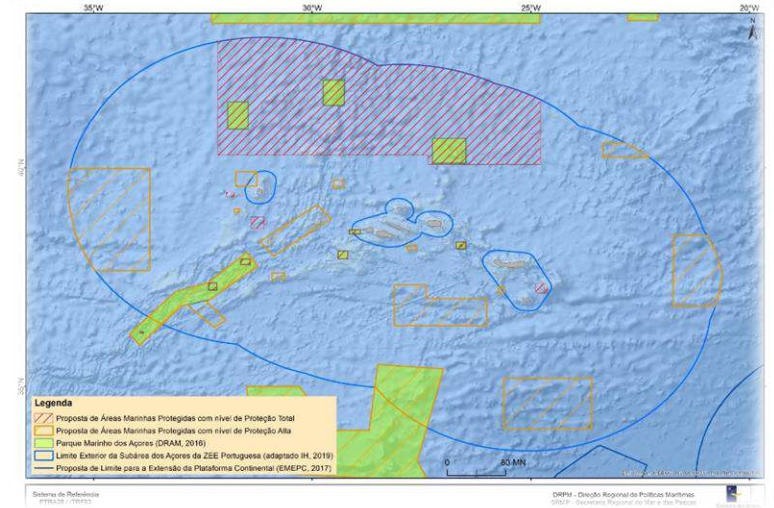 35°W 30°W 25°W 20°W
N
40°N
35°N
Legenda
Proposta de Áreas Marinhas Protegidas com nível de Proteção Total
Proposta de Áreas Marinhas Protegidas com nível de Proteção Alta
Parque Marinho dos Açores (DRAM, 2016)
Limite Exterior da Subárea dos Açores da ZEE Portuguesa (adaptado IH, 2019)
Proposta de Limite para a Extensão da Plataforma Continental (EMEPC, 2017)
0 80 MN
Sistema de Referência
DRPM - Direção Regional de Políticas Marítimas
SRMP - Secretaria Regional do Mar e das Pescas